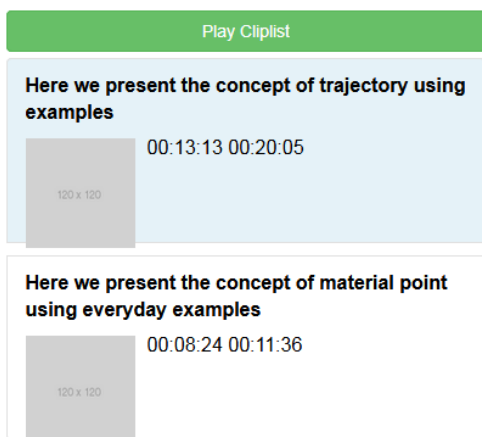 Play Cliplist
Here we present the concept of trajectory using
examples
00:13:13 00:20:05
120 x 120
Here we present the concept of material point
using everyday examples
00:08:24 00:11:36
120 x 120